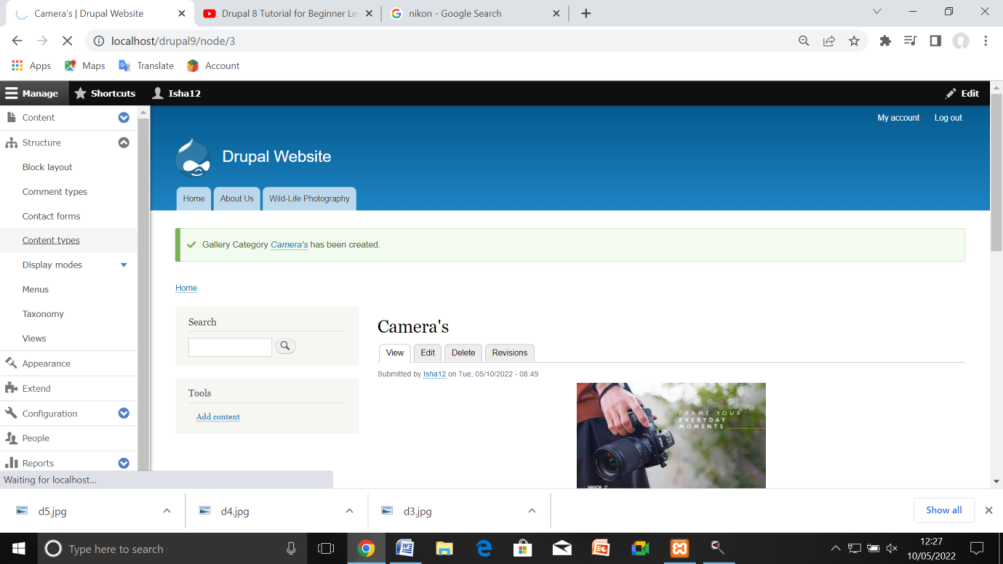 Camera's | Drupal Website
Drupal 8 Tutorial for Beginner Le
nikon - Google Search
localhost/drupal9/node/3
Apps
Maps
Translate
Account
Manage
Shortcuts
Isha12
Edit
Content
My account
Log out
Structure
Drupal Website
Block layout
Comment types
Home
About Us
Wild-Life Photography
Contact forms
Content types
Gallery Category Camera's has been created.
Display modes
Menus
Home
Taxonomy
Search
Camera's
Views
View
Edit
Delete
Revisions
Appearance
Submitted by Isha12 on Tue, 05/10/2022 - 08:49
Extend
Tools
Configuration
Add content
FRAME YOUR
EVERYDAY
MOMENTS
People
Reports
Waiting for localhost...
d5.jpg
d4.jpg
d3.jpg
Show all
Type here to search
12:27
10/05/2022